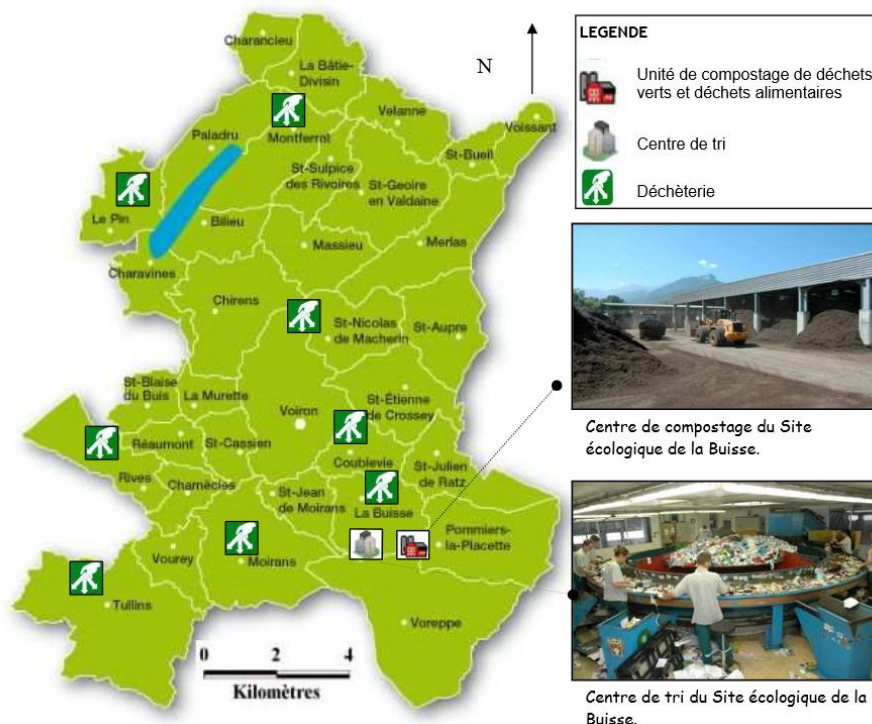 Charancieu
La Bâtie-
Divisin
N
Velanne
Voissant
Paladru
Montferrat
St-Bueil
St-Sulpice
des Rivoires
St-Geoire
en Valdaine
Le Pin
Bilieu
Massieu
Merlas
Charavines
Chirens
St-Nicolas
de Macherin
St-Aupre
St-Blaise
du Buis
La Murette
St-Étienne
de Crossey
Voiron
Réaumont
St-Cassien
Coublevie
St-Julien
de Ratz
Rives
Charnècles
St-Jean
de Moirans
La Buisse
Pommiers-
la-Placette
Vourey
Moirans
Tullins
Voreppe
0 2 4
Kilomètres
LEGENDE
Unité de compostage de déchets
verts et déchets alimentaires
Centre de tri
Déchèterie
Centre de compostage du Site
écologique de la Buisse.
Centre de tri du Site écologique de la
Buisse.